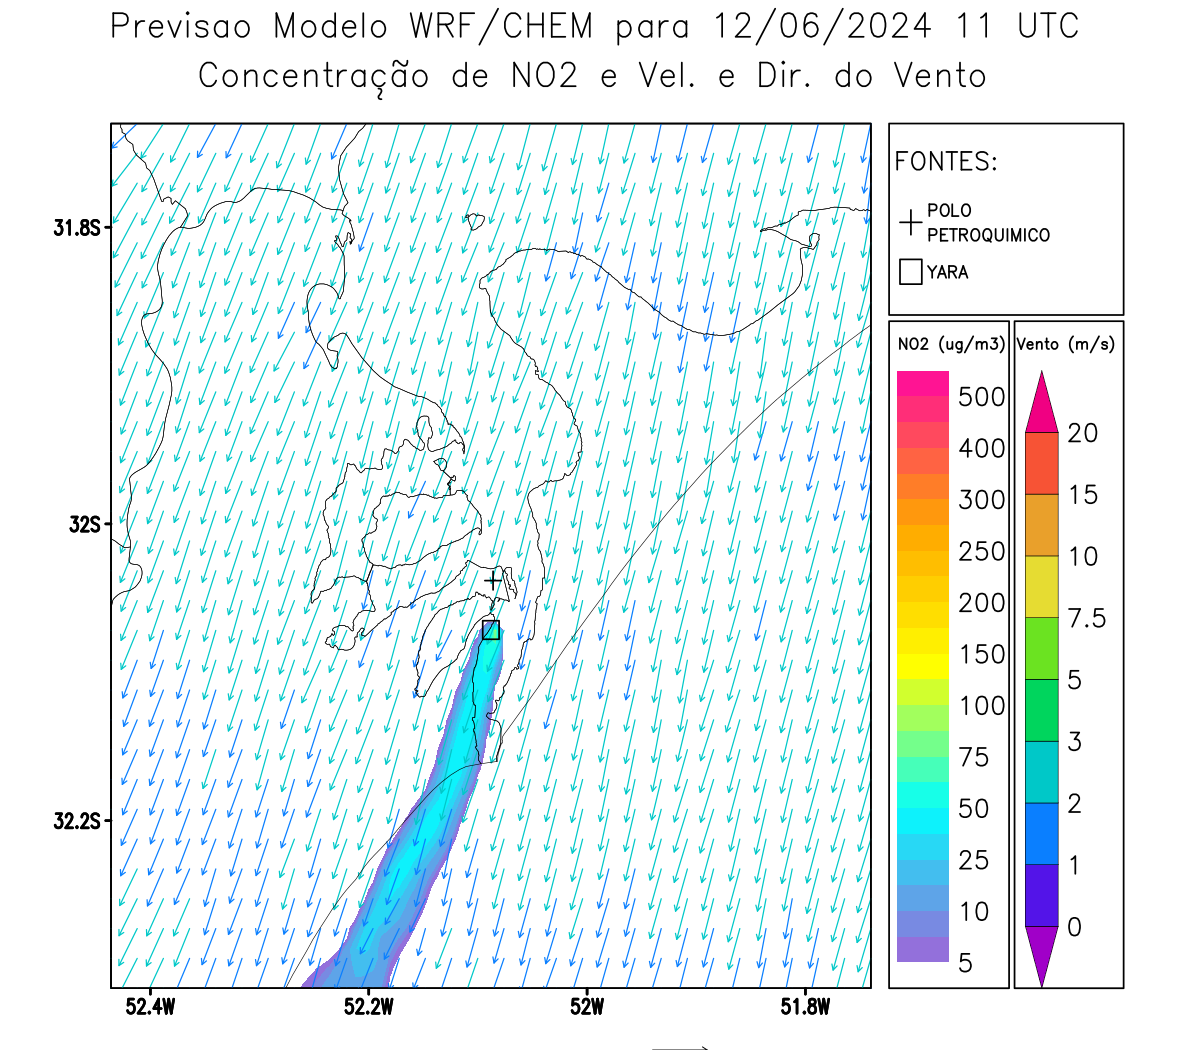 Previsao Modelo WRF/CHEM para 12/06/2024 11 UTC
Concentração de NO2 e Vel. e Dir. do Vento
FONTES:
POLO
PETROQUIMICO
YARA
NO2 (ug/m3)
500
400
300
250
200
150
100
75
50
25
10
5
Vento (m/s)
20
15
10
7.5
5
3
2
1
0
31.8S
32S
32.2S
52.4W 52.2W 52W 51.8W